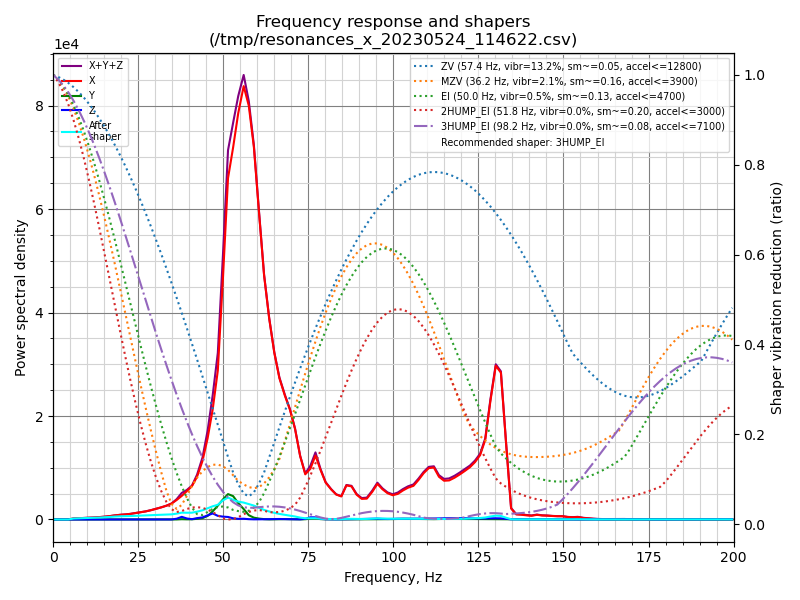 Frequency response and shapers
(/tmp/resonances_x_20230524_114622.csv)
1e4
X+Y+Z
X
Y
Z
After
shaper
ZV (57.4 Hz, vibr=13.2%, sm~=0.05, accel<=12800)
MZV (36.2 Hz, vibr=2.1%, sm~=0.16, accel<=3900)
EI (50.0 Hz, vibr=0.5%, sm~=0.13, accel<=4700)
2HUMP_EI (51.8 Hz, vibr=0.0%, sm~=0.20, accel<=3000)
3HUMP_EI (98.2 Hz, vibr=0.0%, sm~=0.08, accel<=7100)
Recommended shaper: 3HUMP_EI
Power spectral density
8
6
4
2
0
1.0
0.8
0.6
0.4
0.2
0.0
Shaper vibration reduction (ratio)
0 25 50 75 100 125 150 175 200
Frequency, Hz